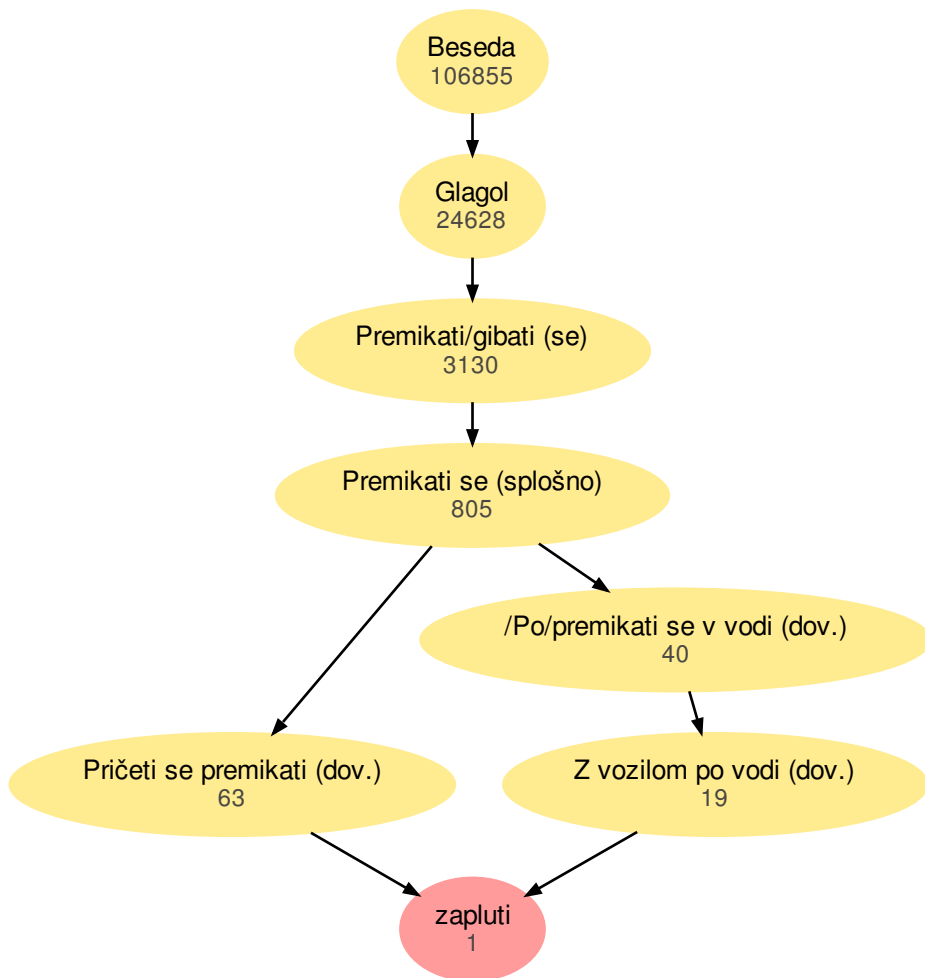 Beseda
106855
Glagol
24628
Premikati/gibati (se)
3130
Premikati se (splošno)
805
/Po/premikati se v vodi (dov.)
40
Pričeti se premikati (dov.)
63
Z vozilom po vodi (dov.)
19
zapluti
1